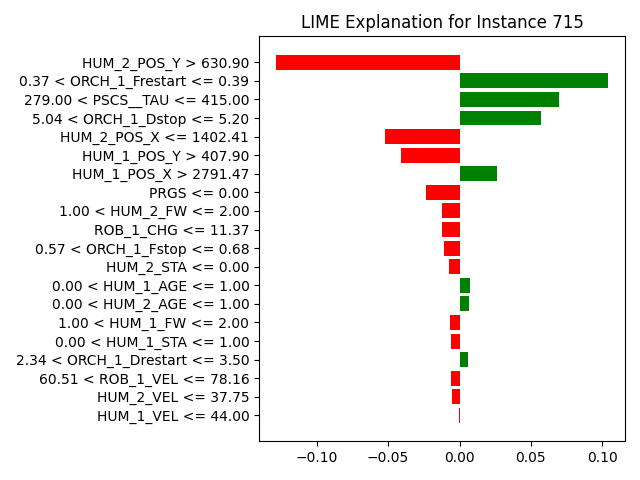 LIME Explanation for Instance 715
HUM_2_POS_Y > 630.90
0.37 < ORCH_1_Frestart <= 0.39
279.00 < PSCS__TAU <= 415.00
5.04 < ORCH_1_Dstop <= 5.20
HUM_2_POS_X <= 1402.41
HUM_1_POS_Y > 407.90
HUM_1_POS_X > 2791.47
PRGS <= 0.00
1.00 < HUM_2_FW <= 2.00
ROB_1_CHG <= 11.37
0.57 < ORCH_1_Fstop <= 0.68
HUM_2_STA <= 0.00
0.00 < HUM_1_AGE <= 1.00
0.00 < HUM_2_AGE <= 1.00
1.00 < HUM_1_FW <= 2.00
0.00 < HUM_1_STA <= 1.00
2.34 < ORCH_1_Drestart <= 3.50
60.51 < ROB_1_VEL <= 78.16
HUM_2_VEL <= 37.75
HUM_1_VEL <= 44.00
−0.10 −0.05 0.00 0.05 0.10